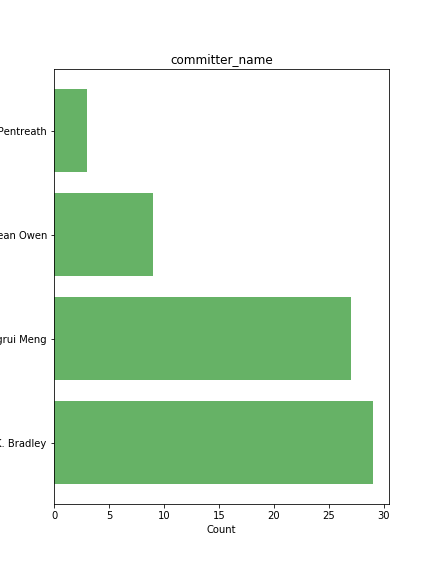 committer_name
Pentreath
ean Owen
grui Meng
K. Bradley
0 5 10 15 20 25 30
Count